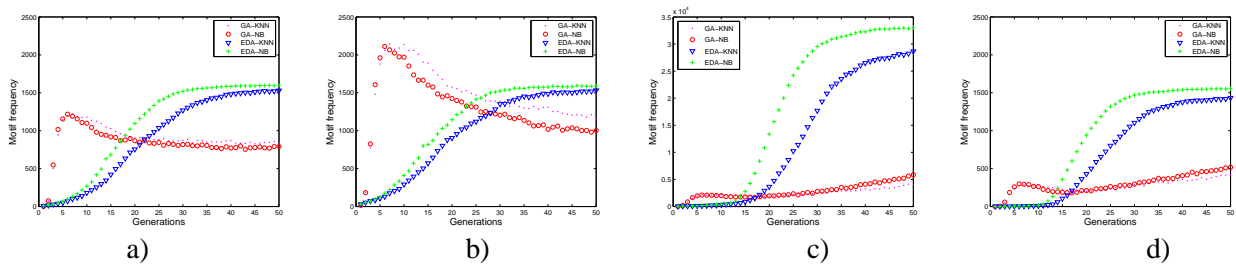 2500
2000
1500
1000
500
0
Motif frequency
0 5 10 15 20 25 30 35 40 45 50
Generations
GA−KNN
GA−NB
EDA−KNN
EDA−NB
a)
2500
2000
1500
1000
500
0
Motif frequency
0 5 10 15 20 25 30 35 40 45 50
Generations
GA−KNN
GA−NB
EDA−KNN
EDA−NB
b)
x 10⁴
3.5
3
2.5
2
1.5
1
0.5
0
Motif frequency
0 5 10 15 20 25 30 35 40 45 50
Generations
GA−KNN
GA−NB
EDA−KNN
EDA−NB
c)
2500
2000
1500
1000
500
0
Motif frequency
0 5 10 15 20 25 30 35 40 45 50
Generations
GA−KNN
GA−NB
EDA−KNN
EDA−NB
d)